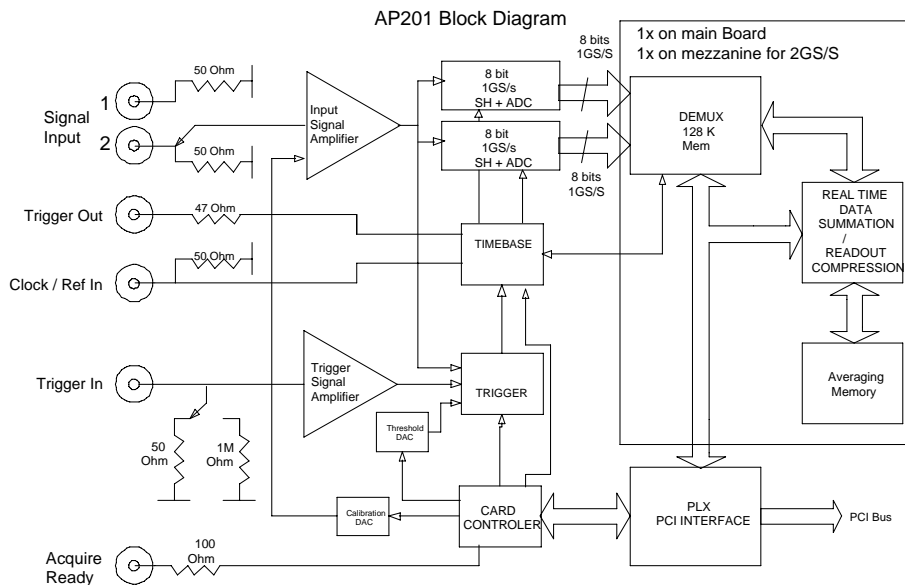 AP201 Block Diagram
1x on main Board
1x on mezzanine for 2GS/S
8 bits
1GS/S
50 Ohm
1
Signal
Input
2
50 Ohm
Input
Signal
Amplifier
8 bit
1GS/s
SH + ADC
8 bit
1GS/s
SH + ADC
8 bits
1GS/S
DEMUX
128 K
Mem
Trigger Out
47 Ohm
TIMEBASE
REAL TIME
DATA
SUMMATION
/
READOUT
COMPRESSION
50 Ohm
Clock / Ref In
Trigger In
Trigger
Signal
Amplifier
TRIGGER
Averaging
Memory
50
Ohm
1M
Ohm
Threshold
DAC
Calibration
DAC
CARD
CONTROLER
PLX
PCI INTERFACE
PCI Bus
Acquire
Ready
100
Ohm